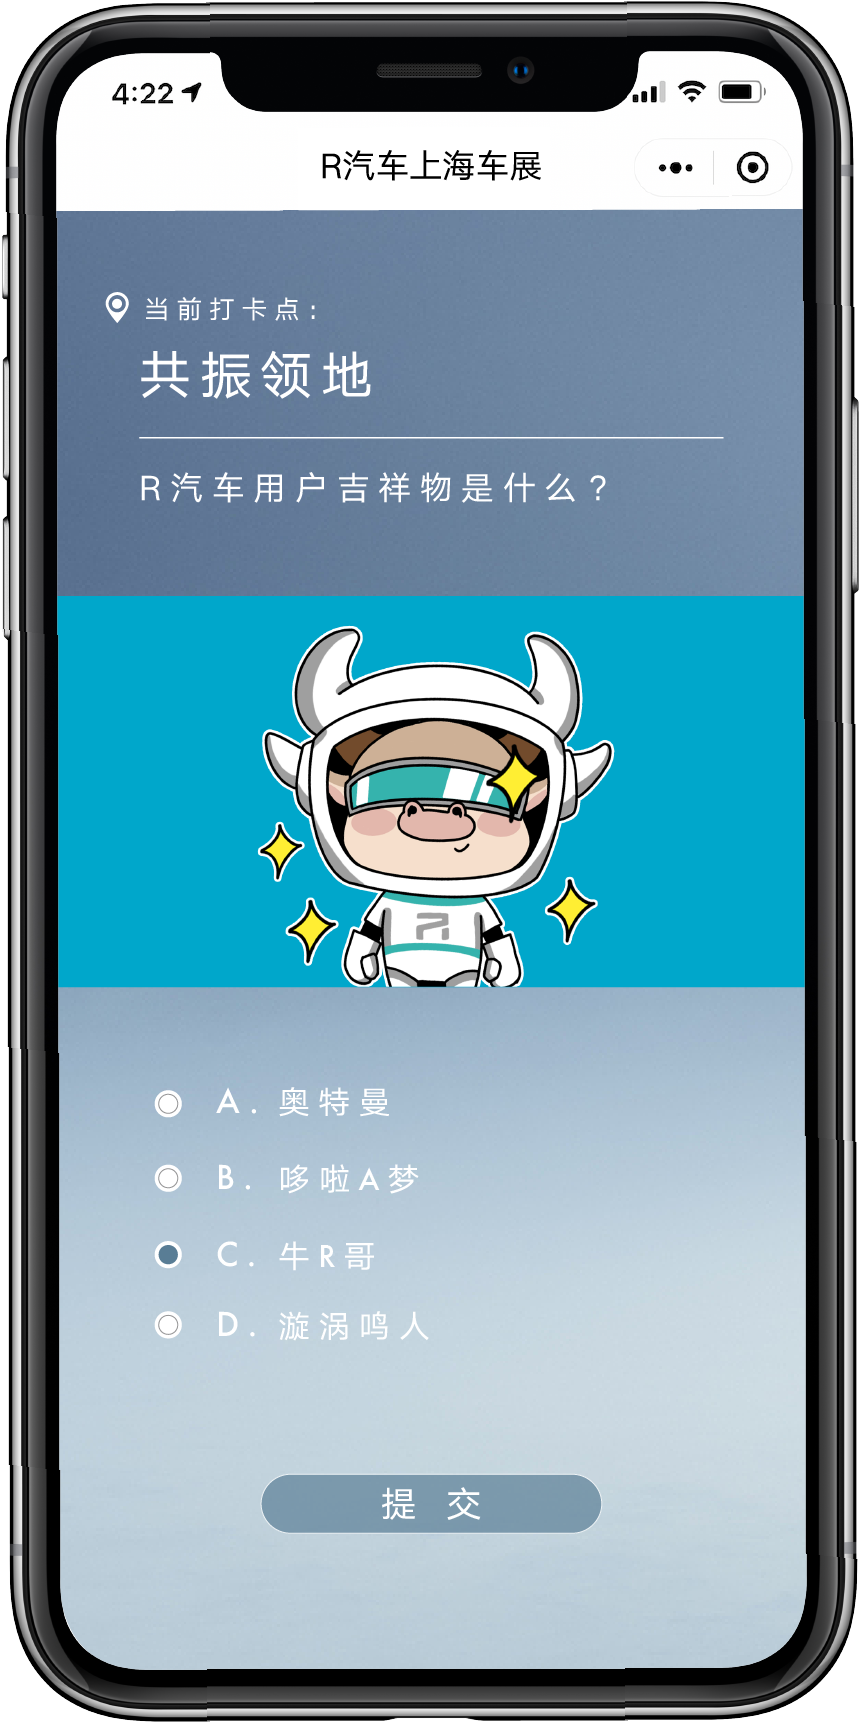 4:22
R汽车上海车展
当前打卡点：
共振领地
R汽车用户吉祥物是什么？
A. 奥特曼
B. 哆啦A梦
C. 牛R哥
D. 漩涡鸣人
提 交